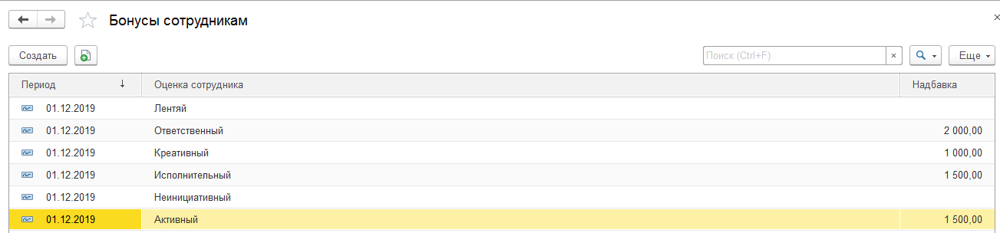 Бонусы сотрудникам
Создать
Поиск (Ctrl+F)
Еще
Период Оценка сотрудника Надбавка
01.12.2019 Лентяй
01.12.2019 Ответственный 2 000,00
01.12.2019 Креативный 1 000,00
01.12.2019 Исполнительный 1 500,00
01.12.2019 Неинициативный
01.12.2019 Активный 1 500,00